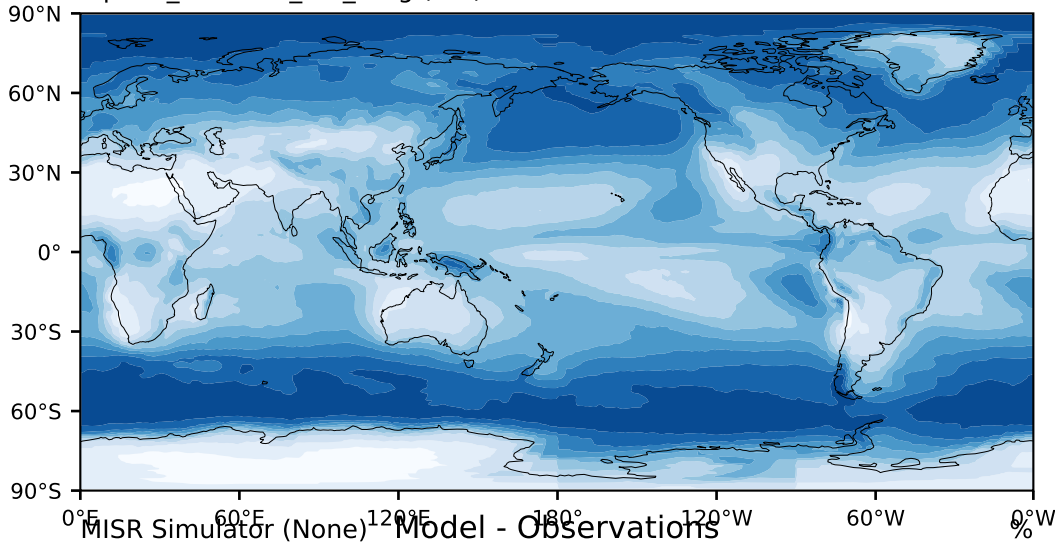 90°N
60°N
30°N
0°
30°S
60°S
90°S
0°E 60°E 120°E 180°W 120°W 60°W 0°W
MISR Simulator (None) Model - Observations %